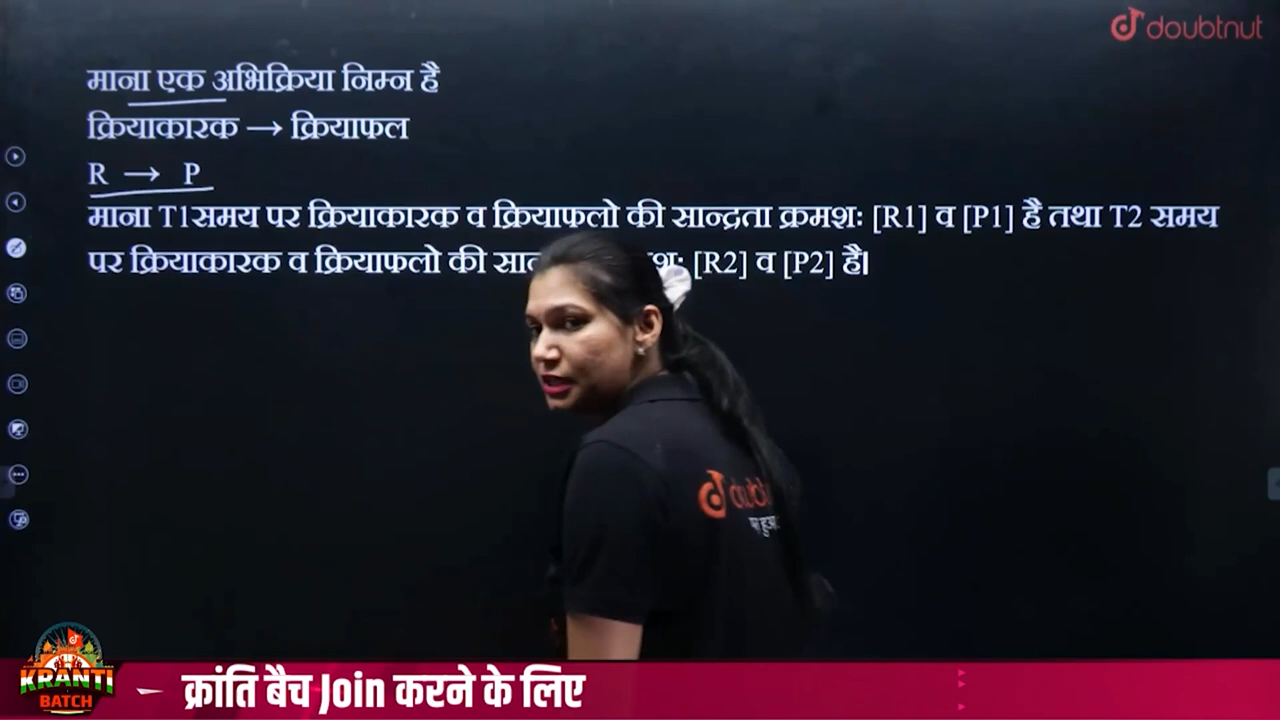 doubtnut
माना एक अभिक्रिया निम्न है
क्रियाकारक → क्रियाफल
R → P
माना T1समय पर क्रियाकारक व क्रियाफलो की सान्द्रता क्रमशः [R1] व [P1] है तथा T2 समय
पर क्रियाकारक व क्रियाफलो की [R2] व [P2] है।
KRANTI
BATCH
क्रांति बैच Join करने के लिए